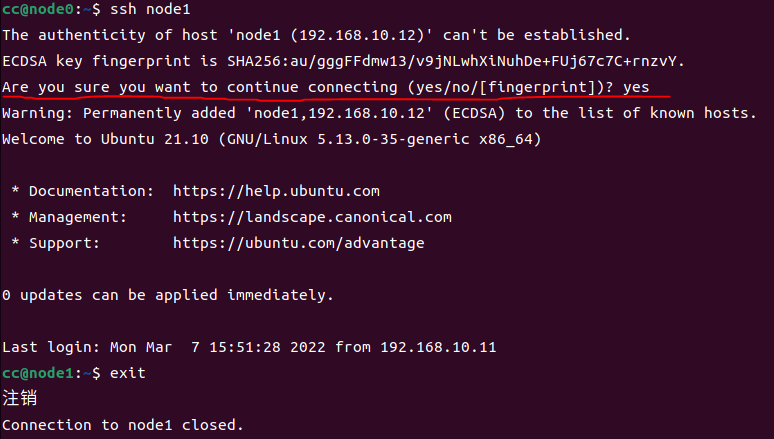 cc@node0:~$ ssh node1
The authenticity of host 'node1 (192.168.10.12)' can't be established.
ECDSA key fingerprint is SHA256:au/gggFFdmw13/v9jNLwhXiNuhDe+FUj67c7C+rnzvY.
Are you sure you want to continue connecting (yes/no/[fingerprint])? yes
Warning: Permanently added 'node1,192.168.10.12' (ECDSA) to the list of known hosts.
Welcome to Ubuntu 21.10 (GNU/Linux 5.13.0-35-generic x86_64)
* Documentation:  https://help.ubuntu.com
* Management:     https://landscape.canonical.com
* Support:        https://ubuntu.com/advantage
0 updates can be applied immediately.
Last login: Mon Mar  7 15:51:28 2022 from 192.168.10.11
cc@node1:~$ exit
注销
Connection to node1 closed.